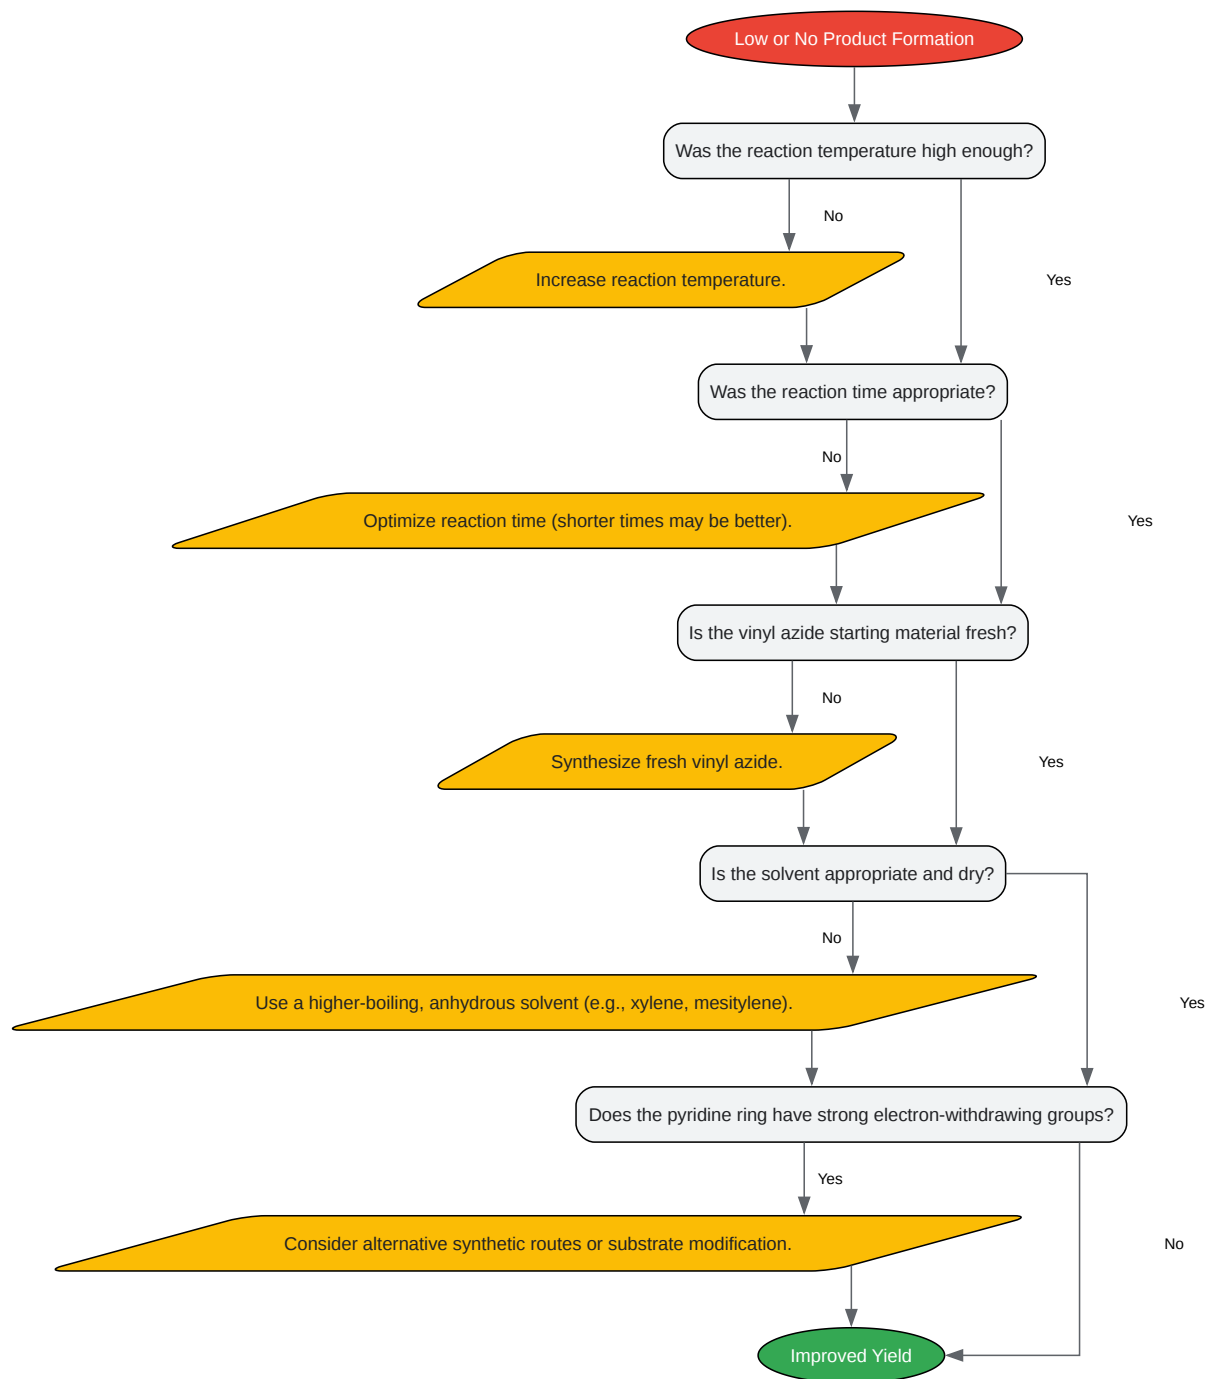 Low or No Product Formation
Was the reaction temperature high enough?
No
Increase reaction temperature.
Yes
Was the reaction time appropriate?
No
Optimize reaction time (shorter times may be better).
Yes
Is the vinyl azide starting material fresh?
No
Synthesize fresh vinyl azide.
Yes
Is the solvent appropriate and dry?
No
Use a higher-boiling, anhydrous solvent (e.g., xylene, mesitylene).
Yes
Does the pyridine ring have strong electron-withdrawing groups?
Yes
Consider alternative synthetic routes or substrate modification.
No
Improved Yield